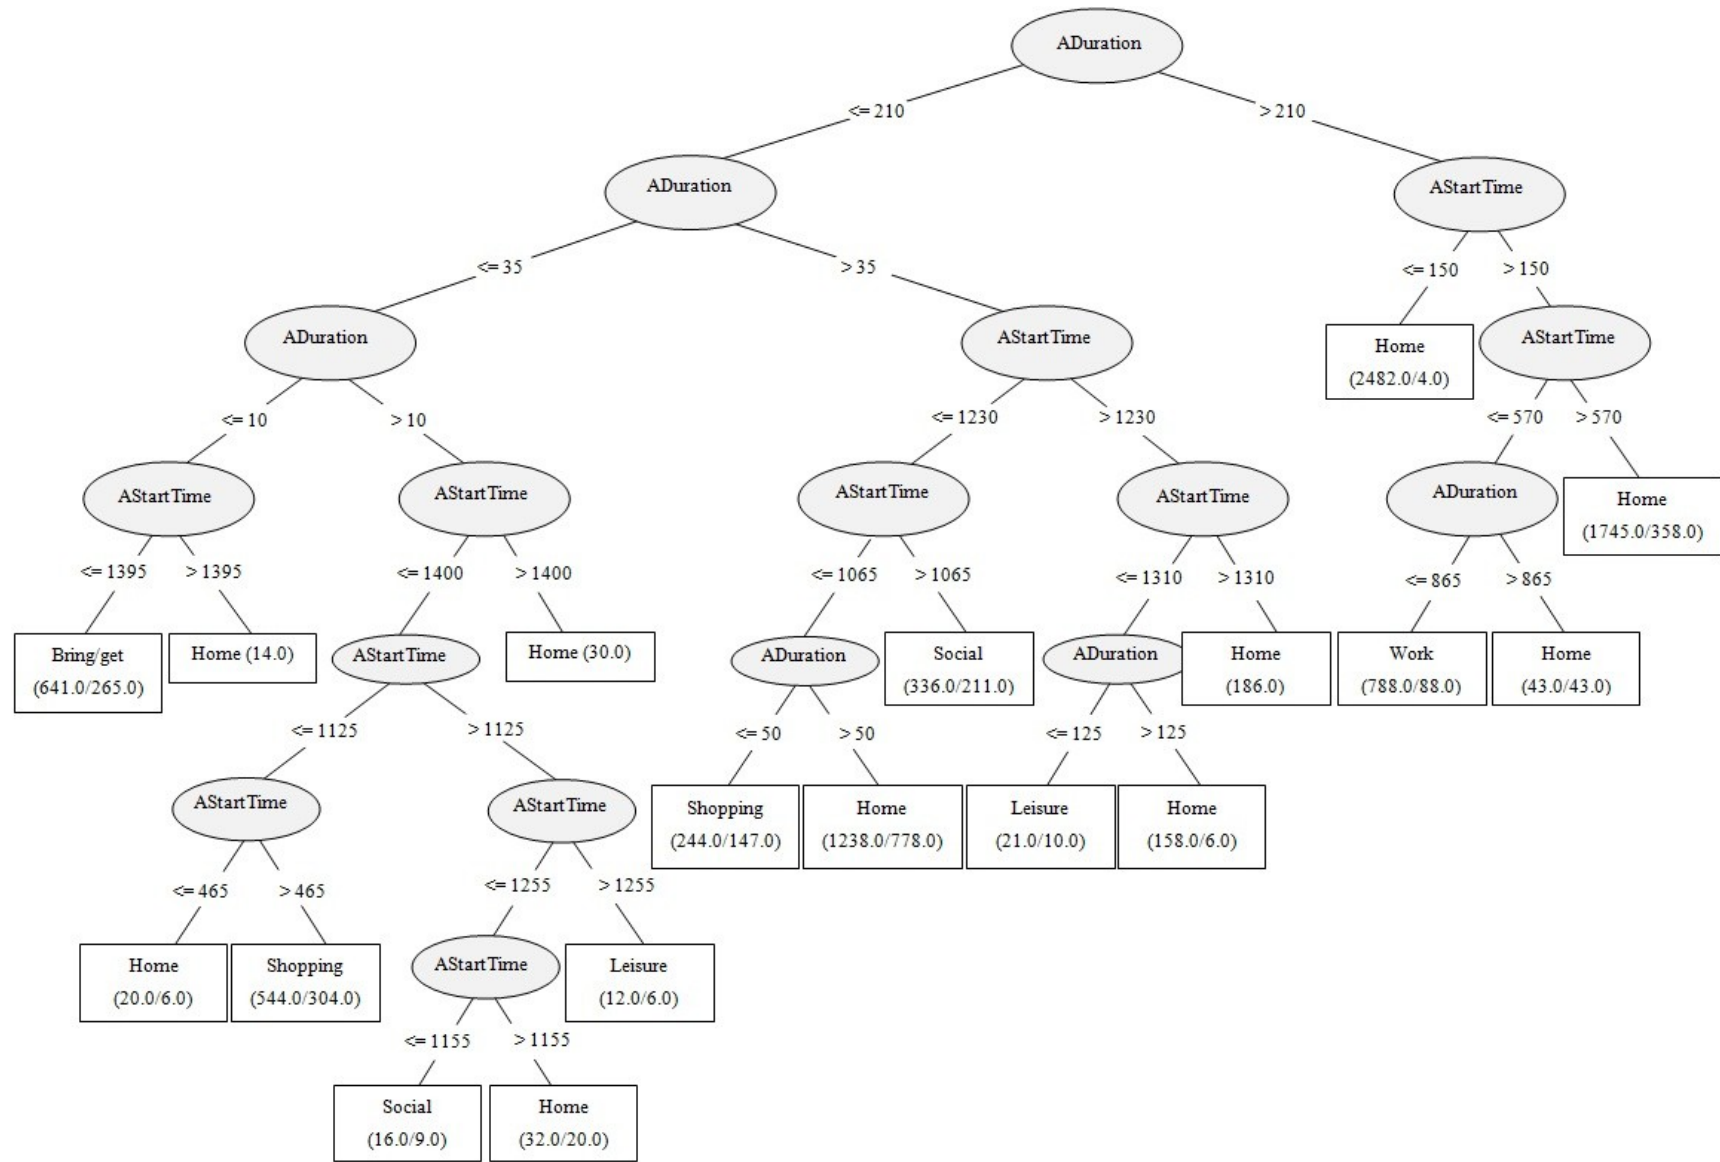 ADuration
<= 210
> 210
ADuration
AStartTime
<= 35
> 35
<= 150
> 150
ADuration
AStartTime
Home
(2482.0/4.0)
AStartTime
<= 10
> 10
<= 1230
> 1230
<= 570
> 570
AStartTime
AStartTime
AStartTime
AStartTime
ADuration
Home
(1745.0/358.0)
<= 1395
> 1395
<= 1400
> 1400
<= 1065
> 1065
<= 1310
> 1310
<= 865
> 865
Bring/get
(641.0/265.0)
Home (14.0)
AStartTime
Home (30.0)
ADuration
Social
(336.0/211.0)
ADuration
Home
(186.0)
Work
(788.0/88.0)
Home
(43.0/43.0)
<= 1125
> 1125
<= 50
> 50
<= 125
> 125
AStartTime
AStartTime
Shopping
(244.0/147.0)
Home
(1238.0/778.0)
Leisure
(21.0/10.0)
Home
(158.0/6.0)
<= 465
> 465
<= 1255
> 1255
Home
(20.0/6.0)
Shopping
(544.0/304.0)
AStartTime
Leisure
(12.0/6.0)
<= 1155
> 1155
Social
(16.0/9.0)
Home
(32.0/20.0)